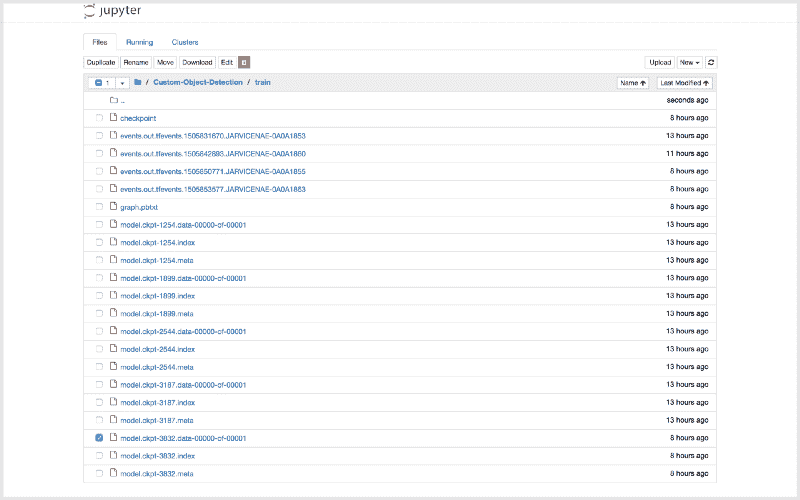 jupyter
Files Running Clusters
Duplicate Rename Move Download Edit Upload New
1 / Custom-Object-Detection / train Name Last Modified
.. seconds ago
checkpoint 8 hours ago
events.out.tfevents.1505831670.JARVICENAE-0A0A1853 13 hours ago
events.out.tfevents.1505842693.JARVICENAE-0A0A1860 11 hours ago
events.out.tfevents.1505850771.JARVICENAE-0A0A1855 8 hours ago
events.out.tfevents.1505853577.JARVICENAE-0A0A1863 8 hours ago
graph.pbtxt 8 hours ago
model.ckpt-1254.data-00000-of-00001 13 hours ago
model.ckpt-1254.index 13 hours ago
model.ckpt-1254.meta 13 hours ago
model.ckpt-1899.data-00000-of-00001 13 hours ago
model.ckpt-1899.index 13 hours ago
model.ckpt-1899.meta 13 hours ago
model.ckpt-2544.data-00000-of-00001 13 hours ago
model.ckpt-2544.index 13 hours ago
model.ckpt-2544.meta 13 hours ago
model.ckpt-3187.data-00000-of-00001 13 hours ago
model.ckpt-3187.index 13 hours ago
model.ckpt-3187.meta 13 hours ago
model.ckpt-3832.data-00000-of-00001 8 hours ago
model.ckpt-3832.index 8 hours ago
model.ckpt-3832.meta 8 hours ago